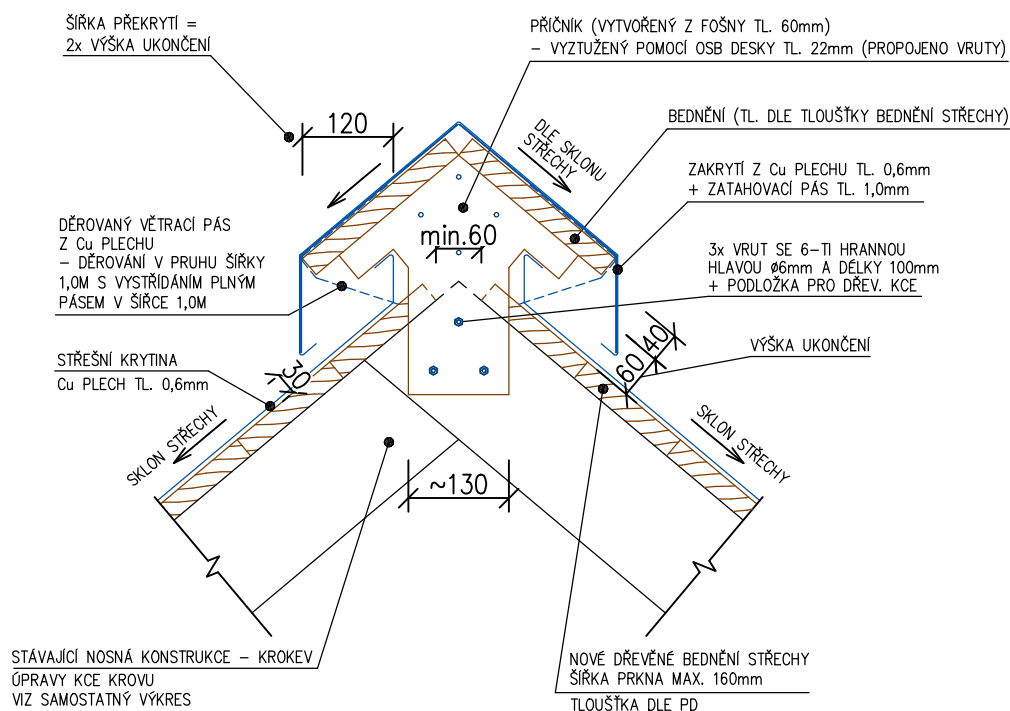 ŠÍŘKA PŘEKRYTÍ =
2x VÝŠKA UKONČENÍ
PŘÍČNÍK (VYTVOŘENÝ Z FOŠNY TL. 60mm)
– VYZTUŽENÝ POMOCÍ OSB DESKY TL. 22mm (PROPOJENO VRUTY)
120
DLE SKLONU
STŘECHY
BEDNĚNÍ (TL. DLE TLOUŠŤKY BEDNĚNÍ STŘECHY)
ZAKRYTÍ Z Cu PLECHU TL. 0,6mm
+ ZATAHOVACÍ PÁS TL. 1,0mm
DĚROVANÝ VĚTRACÍ PÁS
Z Cu PLECHU
– DĚROVÁNÍ V PRUHU ŠÍŘKY
1,0M S VYSTŘÍDÁNÍM PLNÝM
PÁSEM V ŠÍŘCE 1,0M
min.60
3x VRUT SE 6-TI HRANNOU
HLAVOU ø6mm A DÉLKY 100mm
+ PODLOŽKA PRO DŘEV. KCE
STŘEŠNÍ KRYTINA
Cu PLECH TL. 0,6mm
30
60
40
VÝŠKA UKONČENÍ
SKLON STŘECHY
SKLON STŘECHY
~130
STÁVAJÍCÍ NOSNÁ KONSTRUKCE – KROKEV
ÚPRAVY KCE KROVU
VIZ SAMOSTATNÝ VÝKRES
NOVÉ DŘEVĚNÉ BEDNĚNÍ STŘECHY
ŠÍŘKA PRKNA MAX. 160mm
TLOUŠŤKA DLE PD